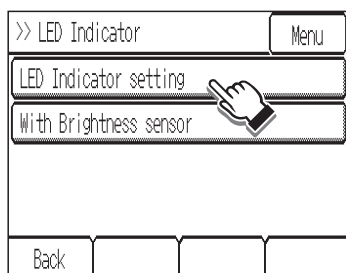 >> LED Indicator
Menu
LED Indicator setting
With Brightness sensor
Back